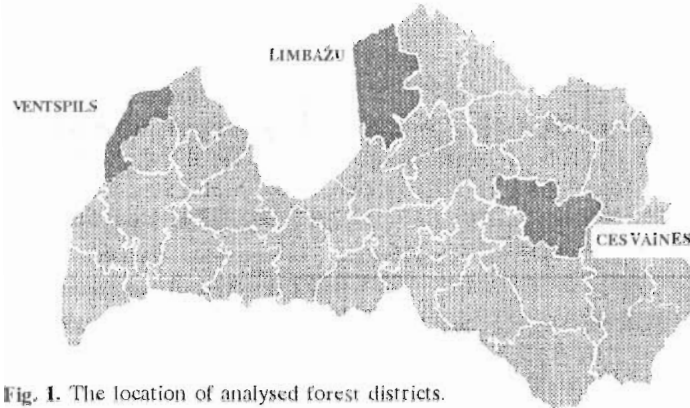 LIMBAŽU
VENTSPILS
CESVAINES
Fig. 1. The location of analysed forest districts.